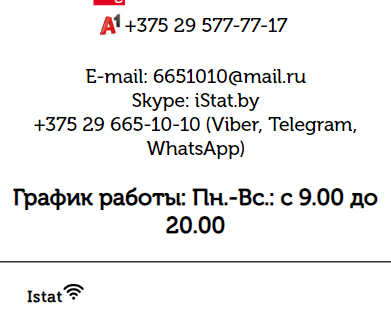 A1 +375 29 577-77-17
E-mail: 6651010@mail.ru
Skype: iStat.by
+375 29 665-10-10 (Viber, Telegram,
WhatsApp)
График работы: Пн.-Вс.: с 9.00 до
20.00
Istat